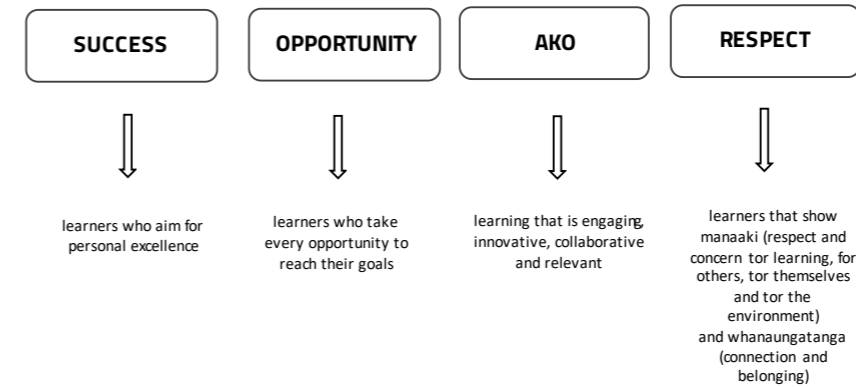 SUCCESS
OPPORTUNITY
AKO
RESPECT
learners who aim for
personal excellence
learners who take
every opportunity to
reach their goals
learning that is engaging,
innovative, collaborative
and relevant
learners that show
manaaki (respect and
concern tor learning, for
others, tor themselves
and tor the
environment)
and whanaungatanga
(connection and
belonging)